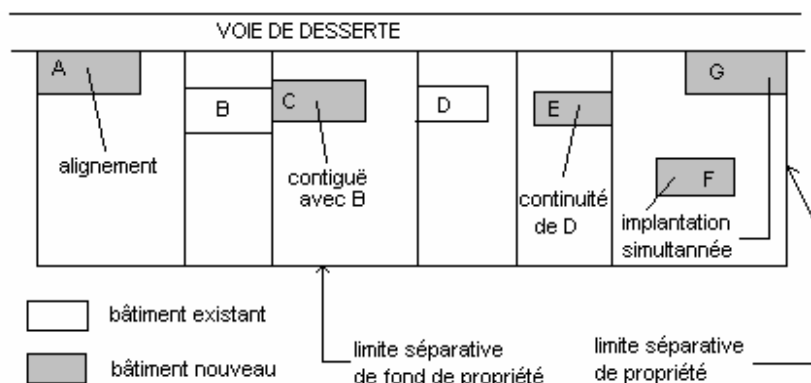 VOIE DE DESSERTE
A
B
C
D
E
F
G
alignement
contiguë
avec B
continuité
de D
implantation
simultannée
bâtiment existant
bâtiment nouveau
limite séparative
de fond de propriété
limite séparative
de propriété